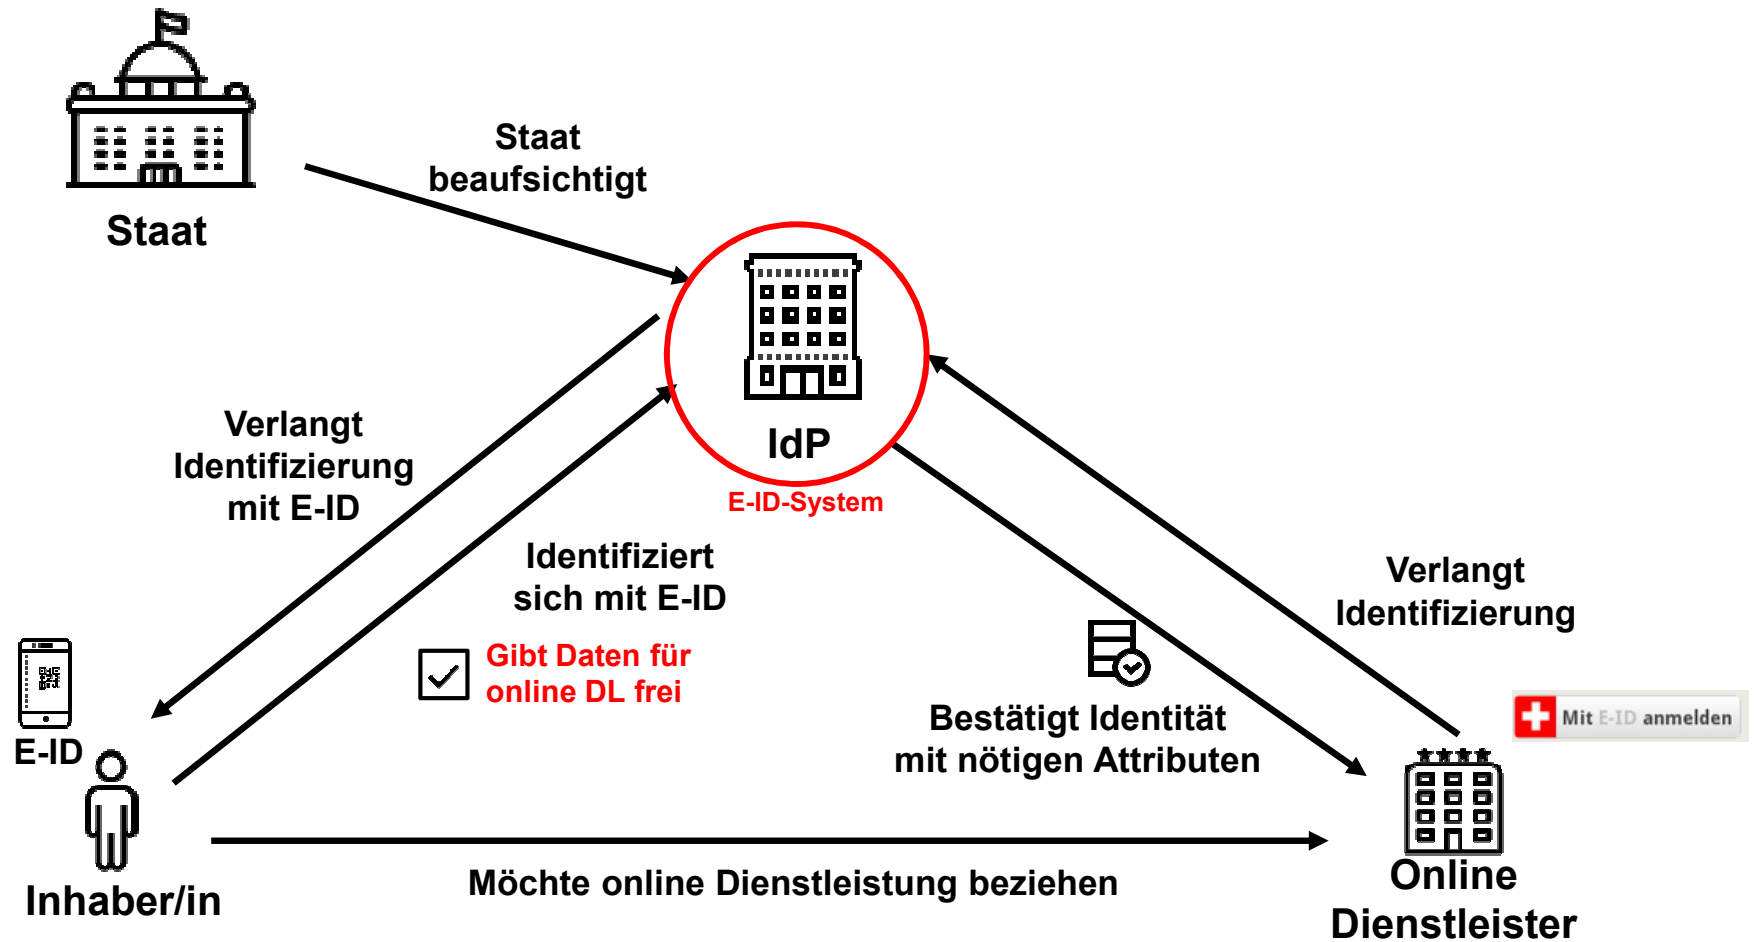 Staat
beaufsichtigt
Staat
IdP
E-ID-System
Verlangt
Identifizierung
mit E-ID
Identifiziert
sich mit E-ID
Gibt Daten für
online DL frei
Verlangt
Identifizierung
Bestätigt Identität
mit nötigen Attributen
Mit E-ID anmelden
E-ID
Inhaber/in
Möchte online Dienstleistung beziehen
Online
Dienstleister